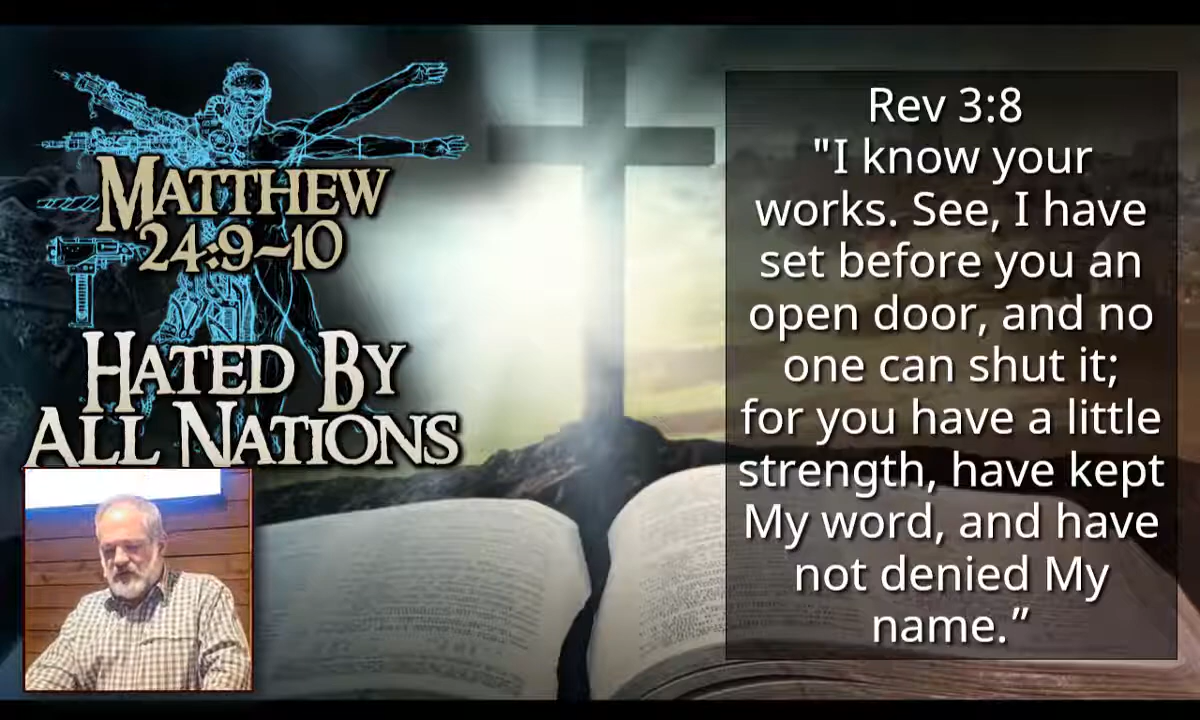 MATTHEW
24:9~10
HATED BY
ALL NATIONS
Rev 3:8
"I know your
works. See, I have
set before you an
open door, and no
one can shut it;
for you have a little
strength, have kept
My word, and have
not denied My
name.”